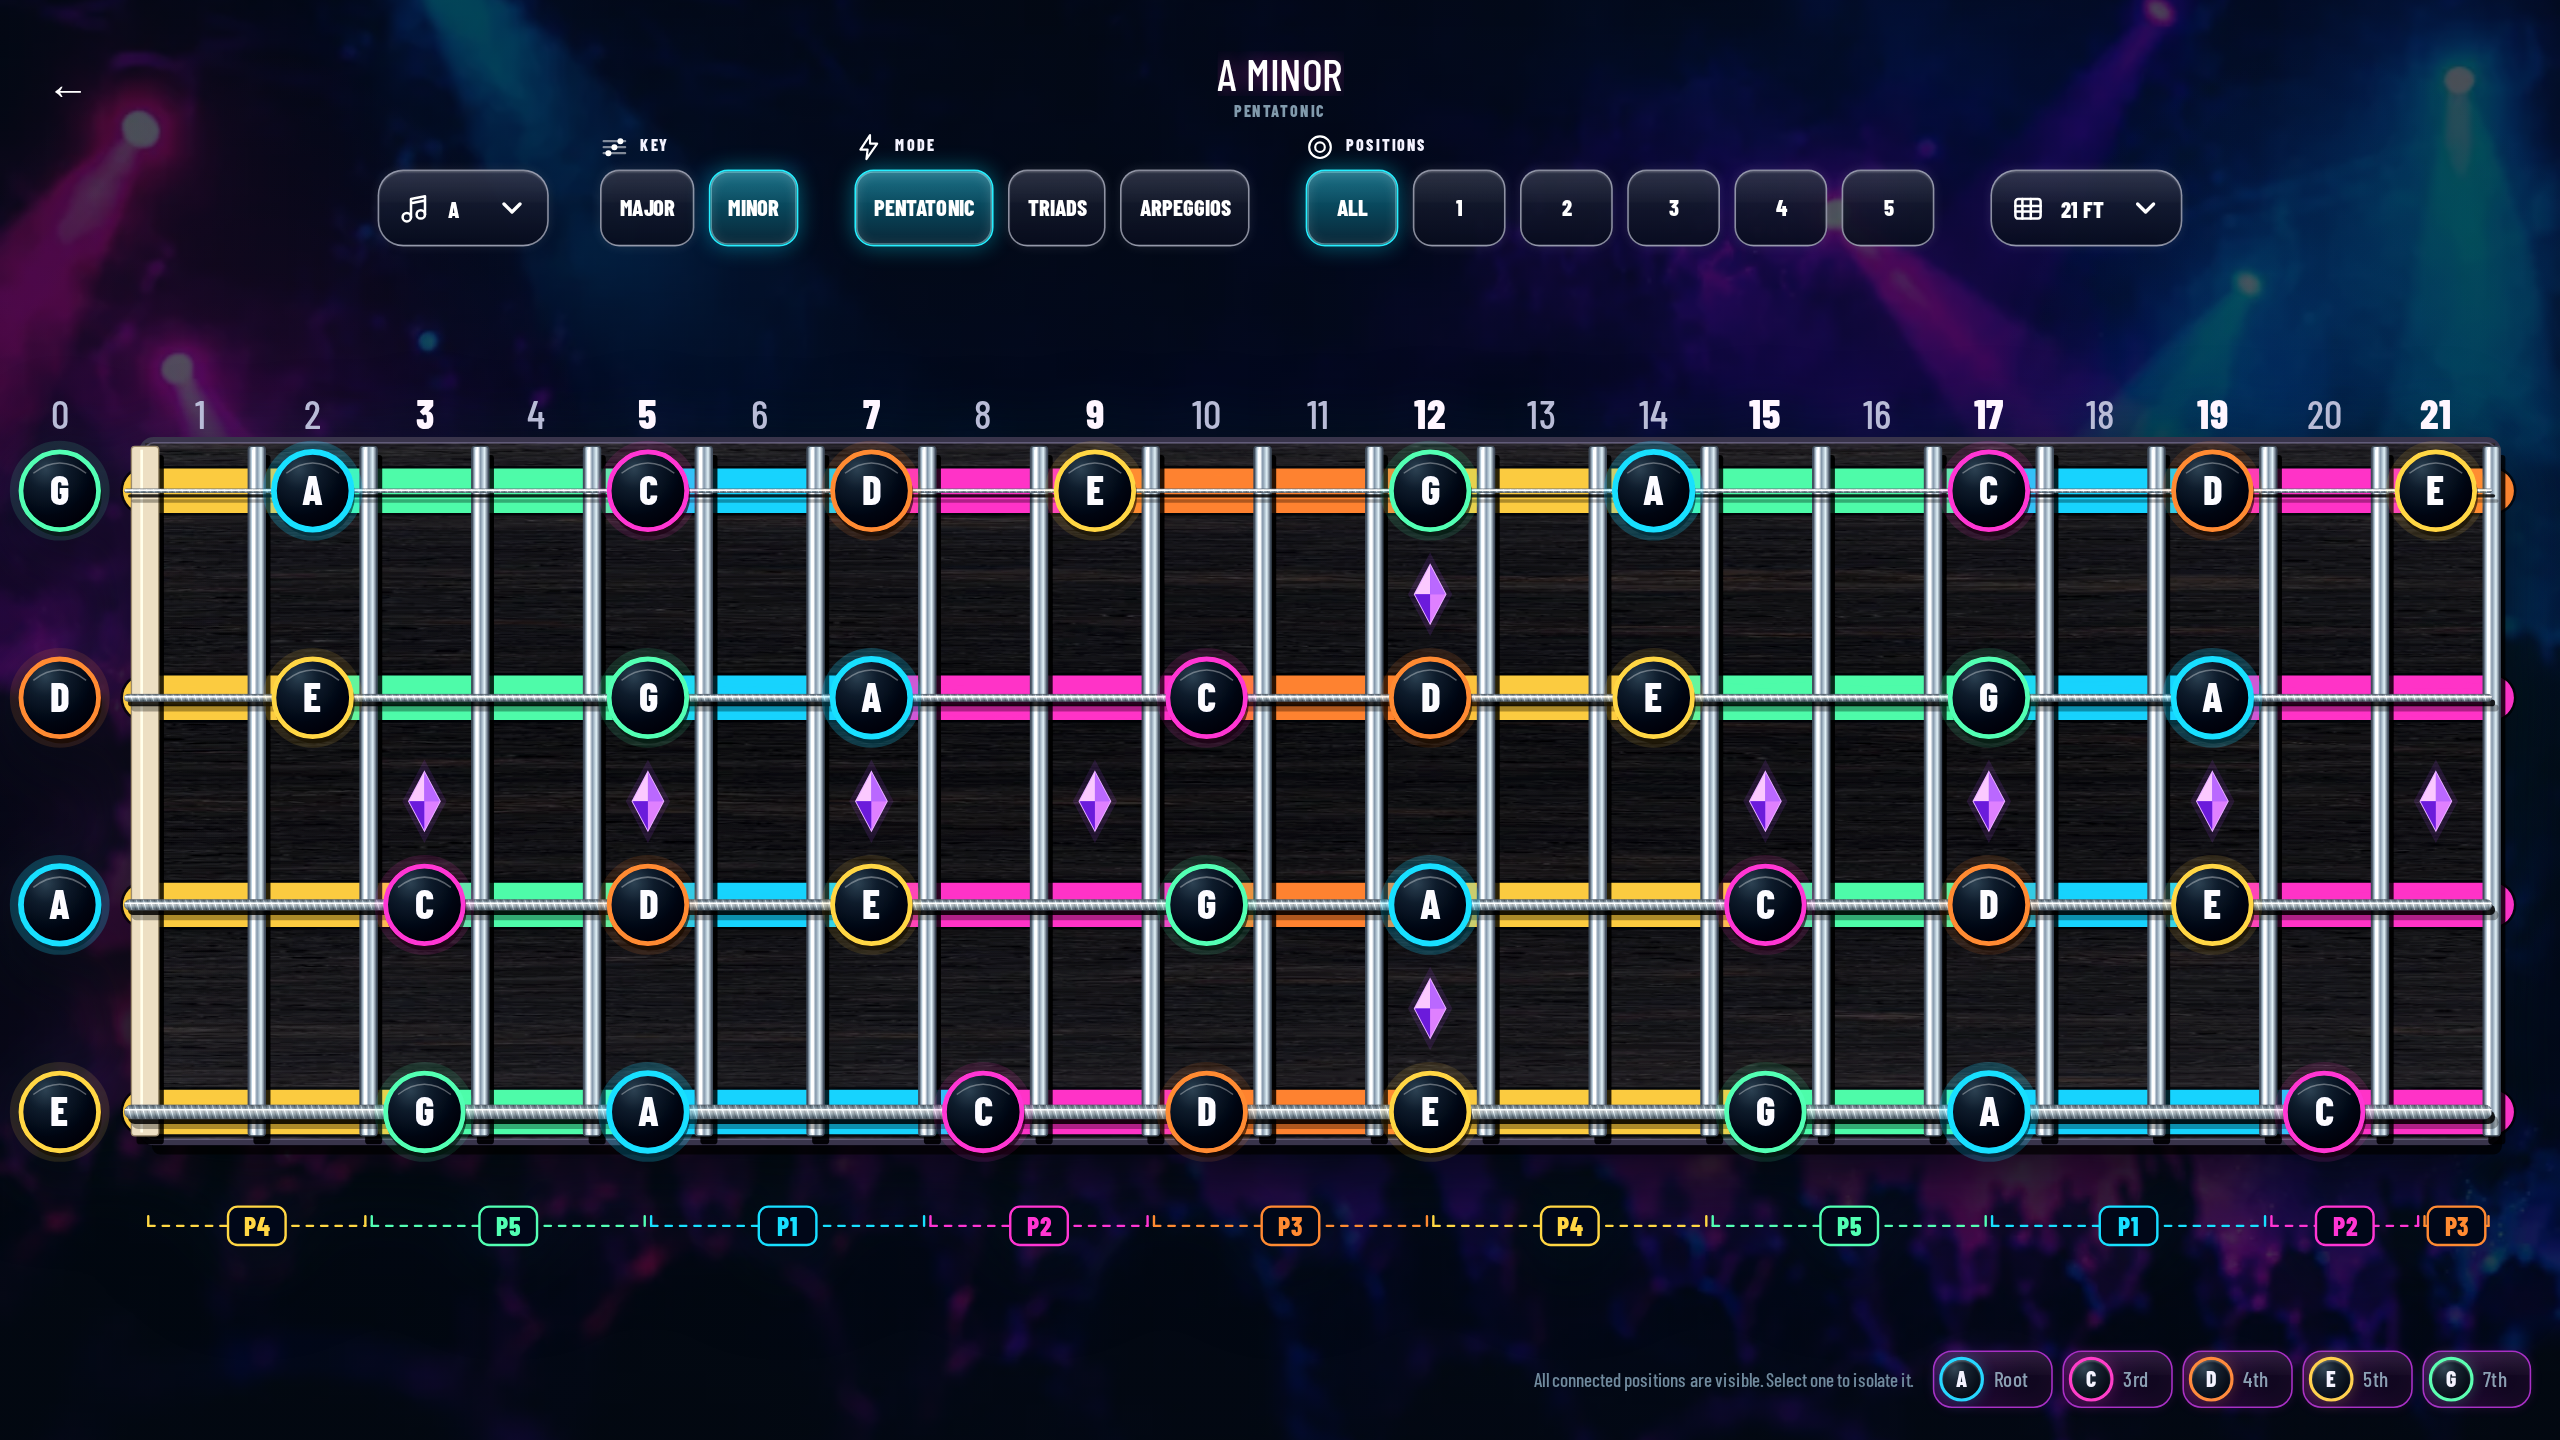 ←
A MINOR
PENTATONIC
KEY
MODE
POSITIONS
A
MAJOR
MINOR
PENTATONIC
TRIADS
ARPEGGIOS
ALL
1
2
3
4
5
21 FT
0 1 2 3 4 5 6 7 8 9 10 11 12 13 14 15 16 17 18 19 20 21
G A C D E G A C D E
D E G A C D E G A
A C D E G A C D E
E G A C D E G A C
P4 P5 P1 P2 P3 P4 P5 P1 P2 P3
All connected positions are visible. Select one to isolate it.
A Root
C 3rd
D 4th
E 5th
G 7th